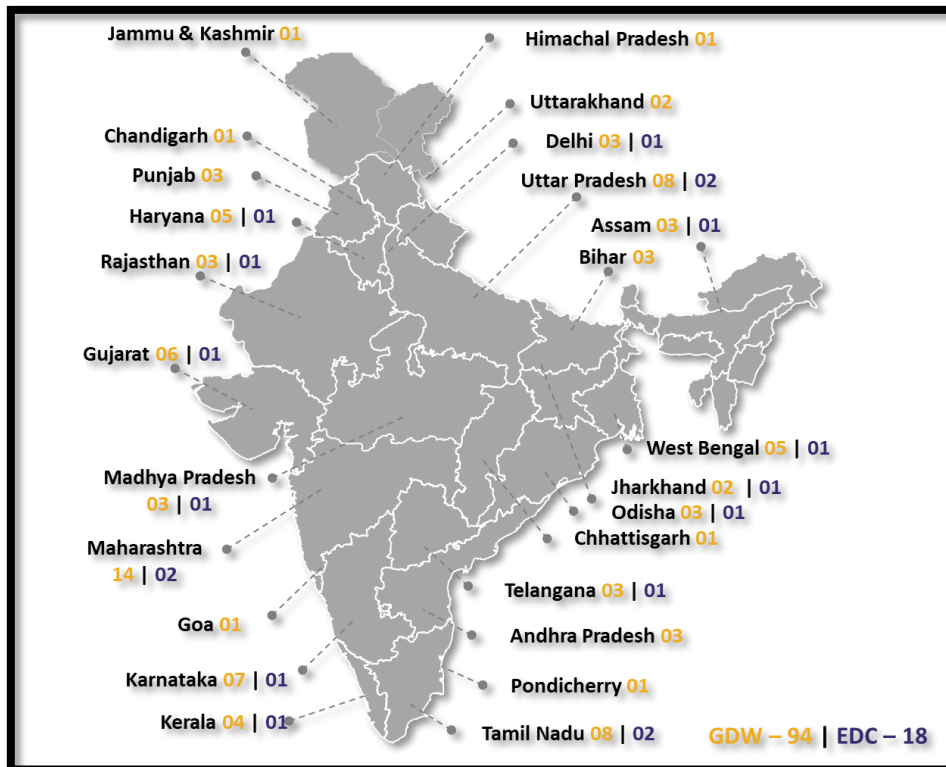 Jammu & Kashmir 01
Himachal Pradesh 01
Uttarakhand 02
Chandigarh 01
Delhi 03 | 01
Punjab 03
Uttar Pradesh 08 | 02
Haryana 05 | 01
Assam 03 | 01
Bihar 03
Rajasthan 03 | 01
Gujarat 06 | 01
West Bengal 05 | 01
Madhya Pradesh
03 | 01
Jharkhand 02 | 01
Odisha 03 | 01
Chhattisgarh 01
Maharashtra
14 | 02
Telangana 03 | 01
Goa 01
Andhra Pradesh 03
Karnataka 07 | 01
Pondicherry 01
Kerala 04 | 01
Tamil Nadu 08 | 02
GDW – 94 | EDC – 18